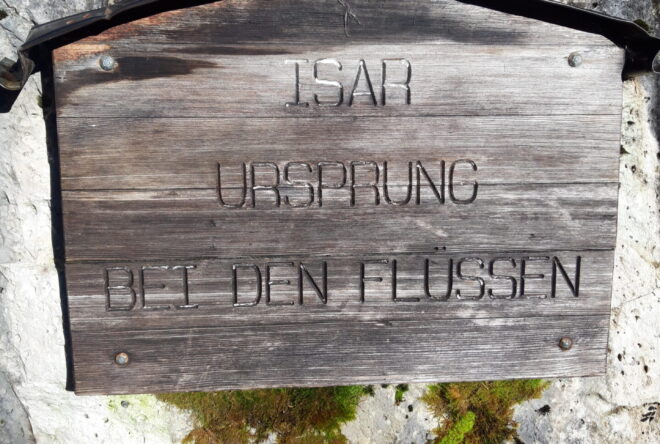 ISAR
URSPRUNG
BEI DEN FLÜSSEN